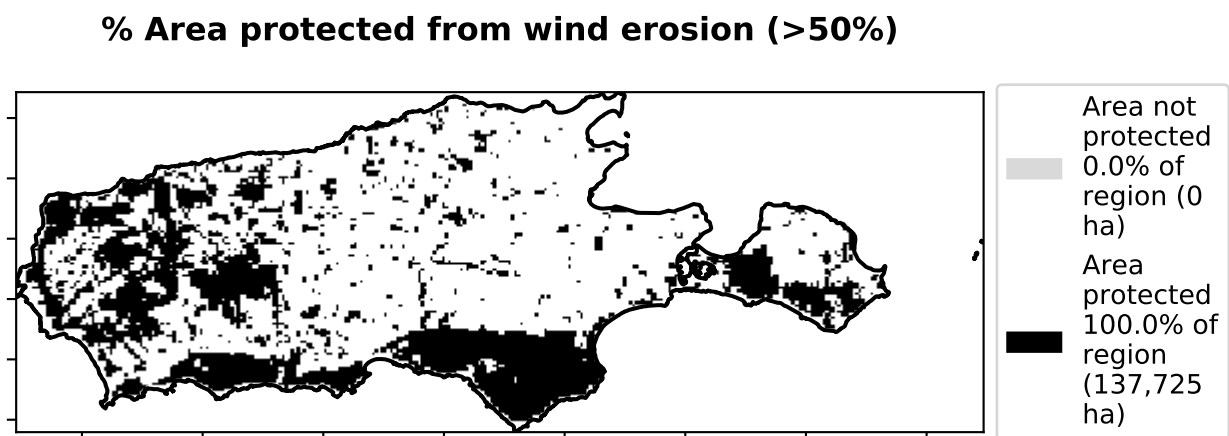 % Area protected from wind erosion (>50%)
Area not
protected
0.0% of
region (0
ha)
Area
protected
100.0% of
region
(137,725
ha)